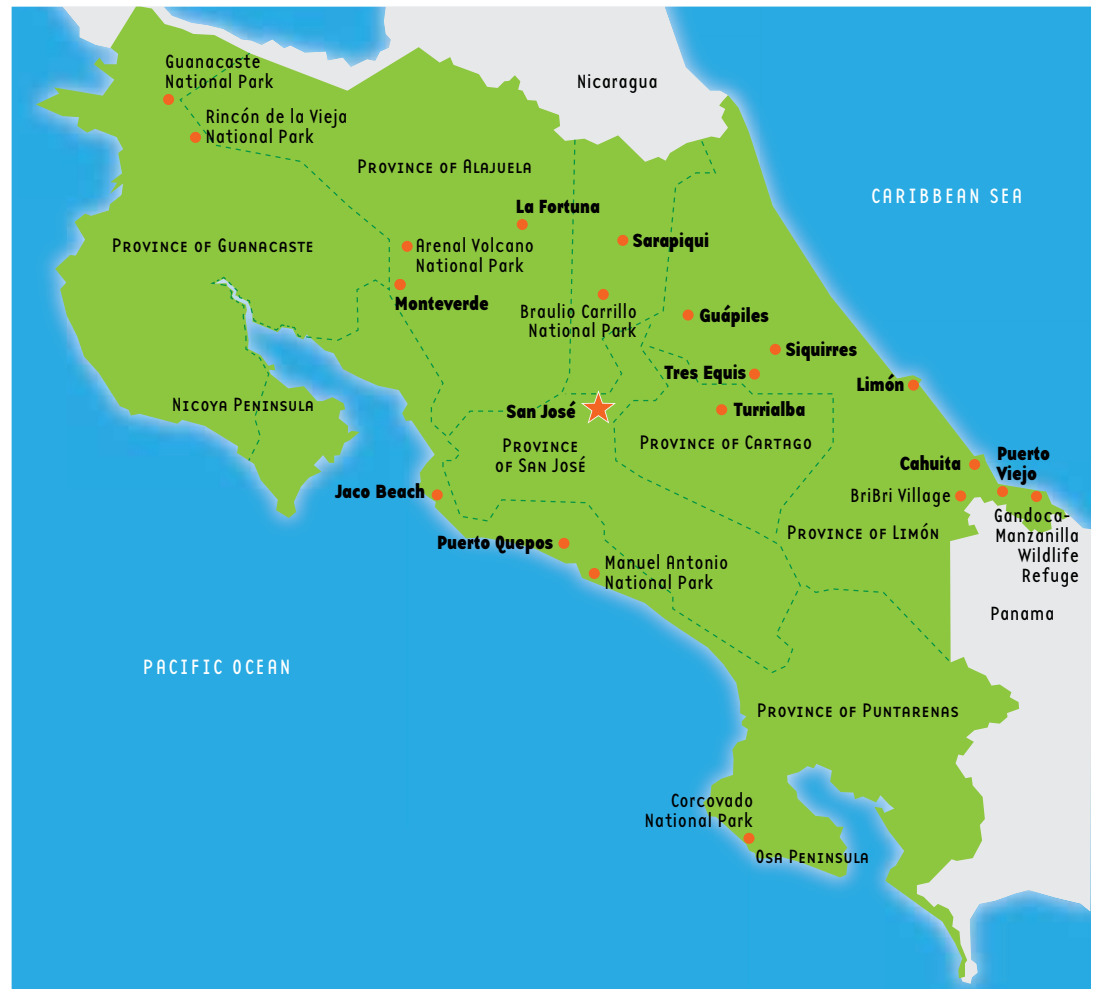 Guanacaste
National Park
Nicaragua
Rincón de la Vieja
National Park
Province of Alajuela
CARIBBEAN SEA
La Fortuna
Sarapiqui
Province of Guanacaste
Arenal Volcano
National Park
Monteverde
Braulio Carrillo
National Park
Guápiles
Siquirres
Tres Equis
Limón
Nicoya Peninsula
San José
Turrialba
Province
of San José
Province of Cartago
Cahuita
Puerto
Viejo
Jaco Beach
BriBri Village
Gandoca-
Manzanilla
Wildlife
Refuge
Province of Limón
Puerto Quepos
Manuel Antonio
National Park
Panama
PACIFIC OCEAN
Province of Puntarenas
Corcovado
National Park
Osa Peninsula